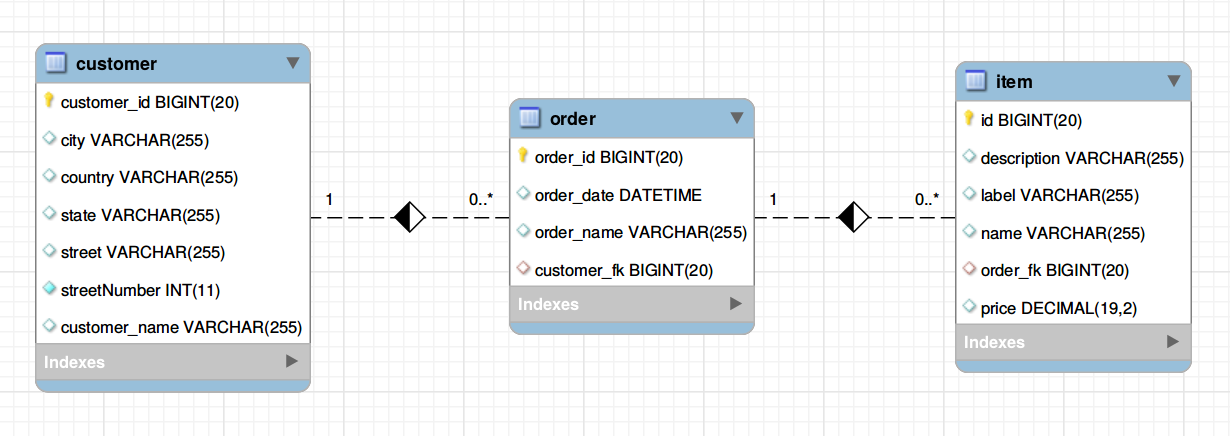 customer
customer_id BIGINT(20)
city VARCHAR(255)
country VARCHAR(255)
state VARCHAR(255)
street VARCHAR(255)
streetNumber INT(11)
customer_name VARCHAR(255)
Indexes
1
0..*
order
order_id BIGINT(20)
order_date DATETIME
order_name VARCHAR(255)
customer_fk BIGINT(20)
Indexes
1
0..*
item
id BIGINT(20)
description VARCHAR(255)
label VARCHAR(255)
name VARCHAR(255)
order_fk BIGINT(20)
price DECIMAL(19,2)
Indexes